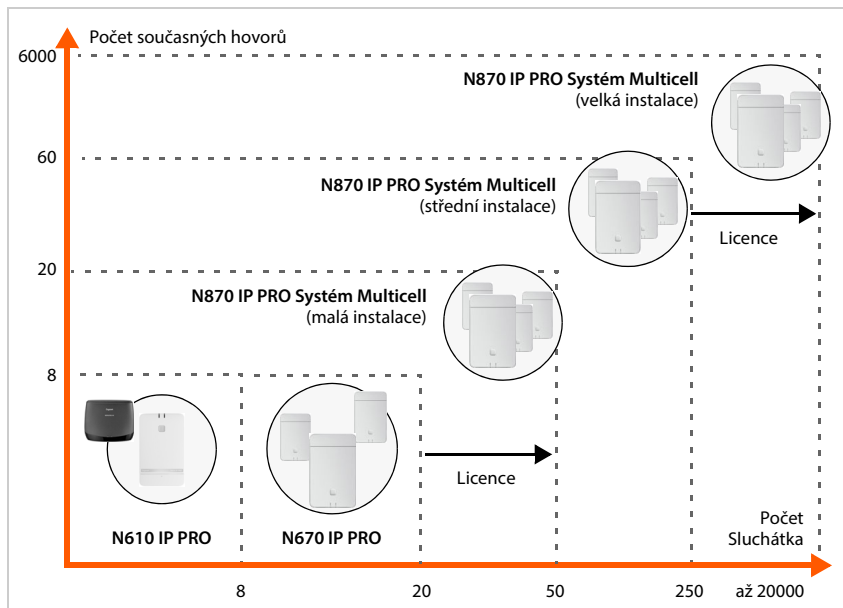 Počet současných hovorů
6000
N870 IP PRO Systém Multicell
(velká instalace)
60
N870 IP PRO Systém Multicell
(střední instalace)
Licence
20
N870 IP PRO Systém Multicell
(malá instalace)
8
Licence
Počet
Sluchátka
N610 IP PRO
N670 IP PRO
8
20
50
250
až 20000